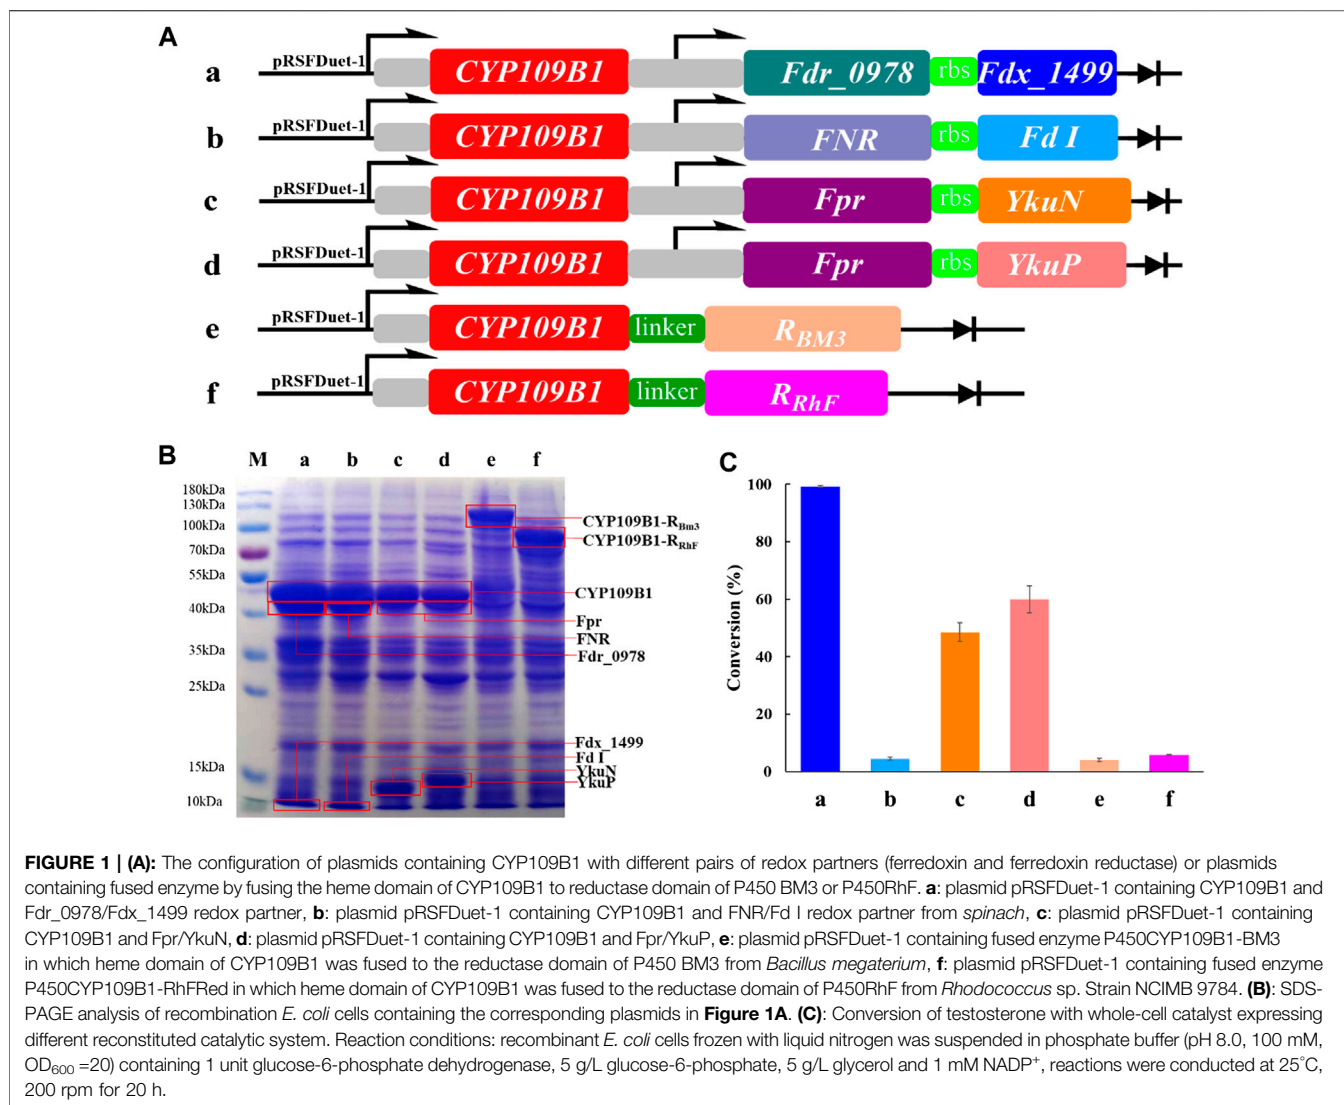 A
a pRSFDuet-1 CYP109B1 Fdr_0978 rbs Fdx_1499
b pRSFDuet-1 CYP109B1 FNR rbs Fd I
c pRSFDuet-1 CYP109B1 Fpr rbs YkuN
d pRSFDuet-1 CYP109B1 Fpr rbs YkuP
e pRSFDuet-1 CYP109B1 linker R_BM3
f pRSFDuet-1 CYP109B1 linker R_RhF
B
M a b c d e f
180kDa
130kDa
100kDa
70kDa
55kDa
40kDa
35kDa
25kDa
15kDa
10kDa
CYP109B1-R_Bm3
CYP109B1-R_RhF
CYP109B1
Fpr
FNR
Fdr_0978
Fdx_1499
Fd I
YkuN
YkuP
C
Conversion (%)
100
80
60
40
20
0
a b c d e f
FIGURE 1 | (A): The configuration of plasmids containing CYP109B1 with different pairs of redox partners (ferredoxin and ferredoxin reductase) or plasmids
containing fused enzyme by fusing the heme domain of CYP109B1 to reductase domain of P450 BM3 or P450RhF. a: plasmid pRSFDuet-1 containing CYP109B1 and
Fdr_0978/Fdx_1499 redox partner, b: plasmid pRSFDuet-1 containing CYP109B1 and FNR/Fd I redox partner from spinach, c: plasmid pRSFDuet-1 containing
CYP109B1 and Fpr/YkuN, d: plasmid pRSFDuet-1 containing CYP109B1 and Fpr/YkuP, e: plasmid pRSFDuet-1 containing fused enzyme P450CYP109B1-BM3
in which heme domain of CYP109B1 was fused to the reductase domain of P450 BM3 from Bacillus megaterium, f: plasmid pRSFDuet-1 containing fused enzyme
P450CYP109B1-RhFRed in which heme domain of CYP109B1 was fused to the reductase domain of P450RhF from Rhodococcus sp. Strain NCIMB 9784. (B): SDS-
PAGE analysis of recombination E. coli cells containing the corresponding plasmids in Figure 1A. (C): Conversion of testosterone with whole-cell catalyst expressing
different reconstituted catalytic system. Reaction conditions: recombinant E. coli cells frozen with liquid nitrogen was suspended in phosphate buffer (pH 8.0, 100 mM,
OD₆₀₀ =20) containing 1 unit glucose-6-phosphate dehydrogenase, 5 g/L glucose-6-phosphate, 5 g/L glycerol and 1 mM NADP⁺, reactions were conducted at 25°C,
200 rpm for 20 h.